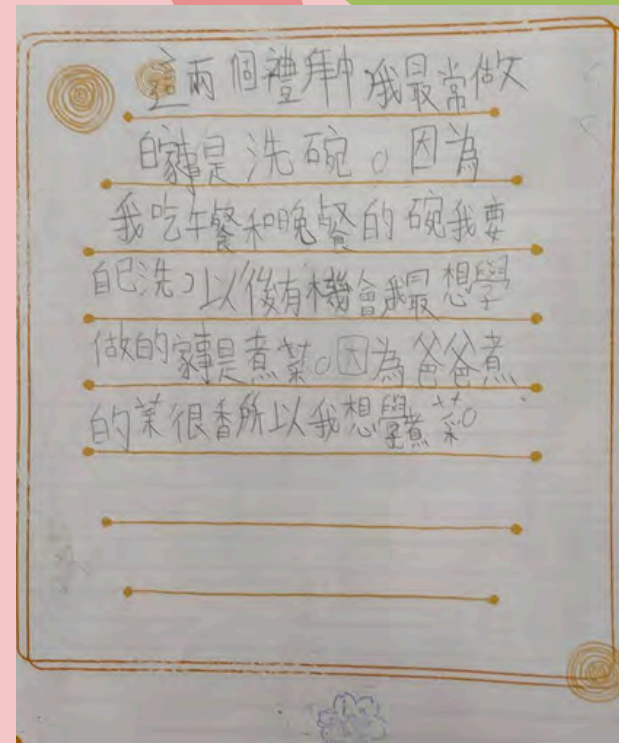 這兩個禮拜中我最常做
的家事是洗碗。因為
我吃午餐和晚餐的碗我要
自己洗，以後有機會我最想學
做的家事是煮菜。因為爸爸煮
的菜很香所以我想學煮菜。